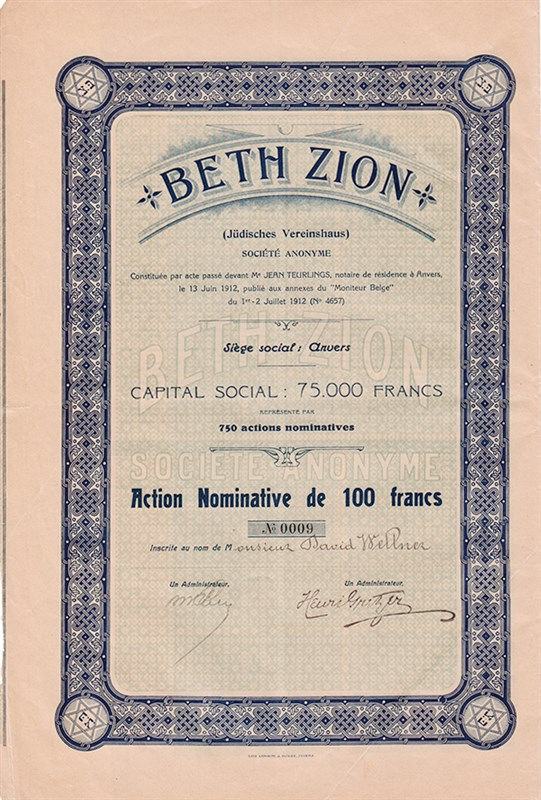 BETH ZION
(Jüdisches Vereinshaus)
SOCIÉTÉ ANONYME
Constituée par acte passé devant Me JEAN TEURLINGS, notaire de résidence à Anvers,
le 13 Juin 1912, publié aux annexes du "Moniteur Belge"
du 1er-2 Juillet 1912 (No 4657)
Siège social: Anvers
BETH ZION
CAPITAL SOCIAL: 75.000 FRANCS
REPRÉSENTÉ PAR
750 actions nominatives
SOCIÉTÉ ANONYME
Action Nominative de 100 francs
No 0009
Inscrite au nom de Monsieur David Wellner
Un Administrateur, Un Administrateur,